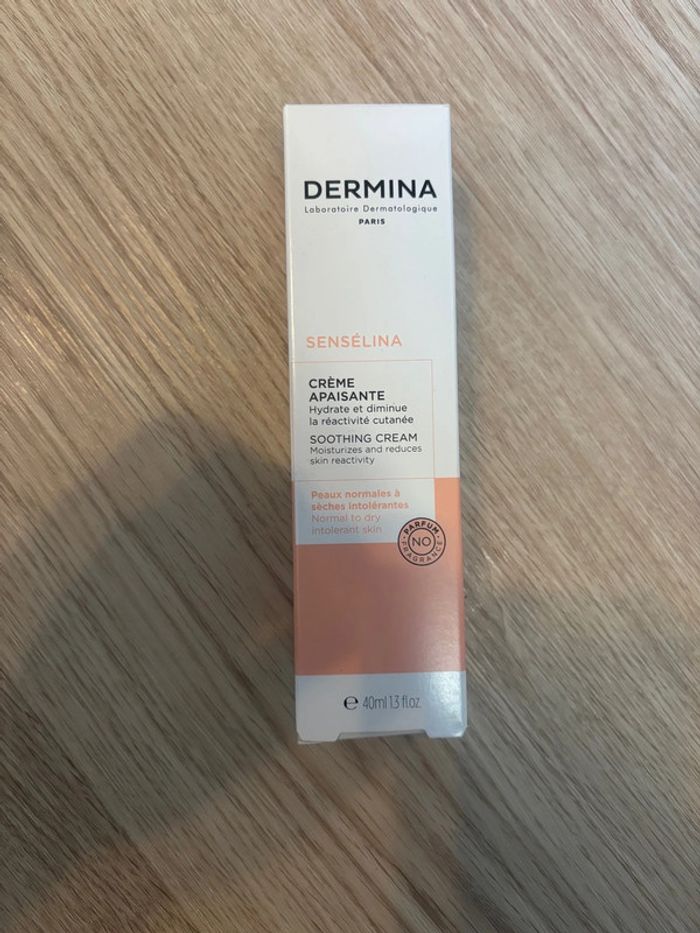 DERMINA
Laboratoire Dermatologique
PARIS
SENSÉLINA
CRÈME
APAISANTE
Hydrate et diminue
la réactivité cutanée
SOOTHING CREAM
Moisturizes and reduces
skin reactivity
Peaux normales à
sèches intolérantes
Normal to dry
intolerant skin
PARFUM
NO
FRAGRANCE
℮ 40ml 1.3 fl.oz.